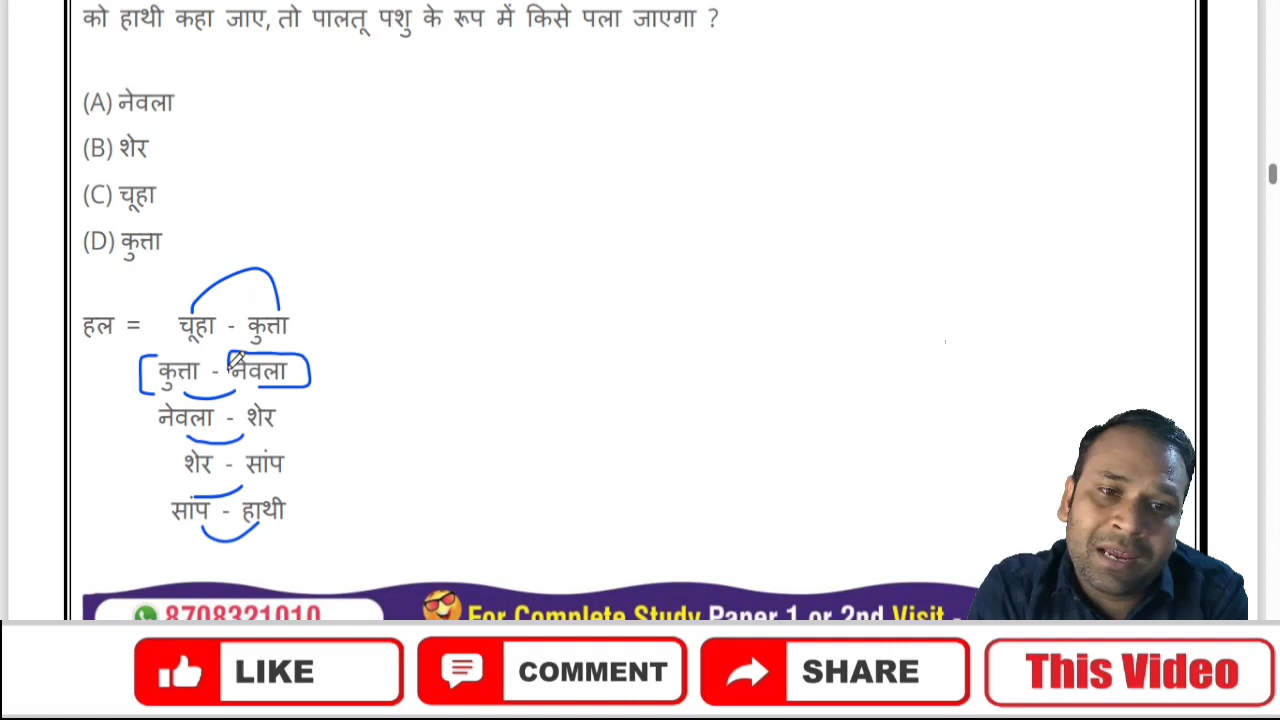 को हाथी कहा जाए, तो पालतू पशु के रूप में किसे पला जाएगा ?
(A) नेवला
(B) शेर
(C) चूहा
(D) कुत्ता
हल = चूहा - कुत्ता
कुत्ता - नेवला
नेवला - शेर
शेर - सांप
सांप - हाथी
8708321010 For Complete Study Paper 1 or 2nd Visit -
LIKE COMMENT SHARE This Video